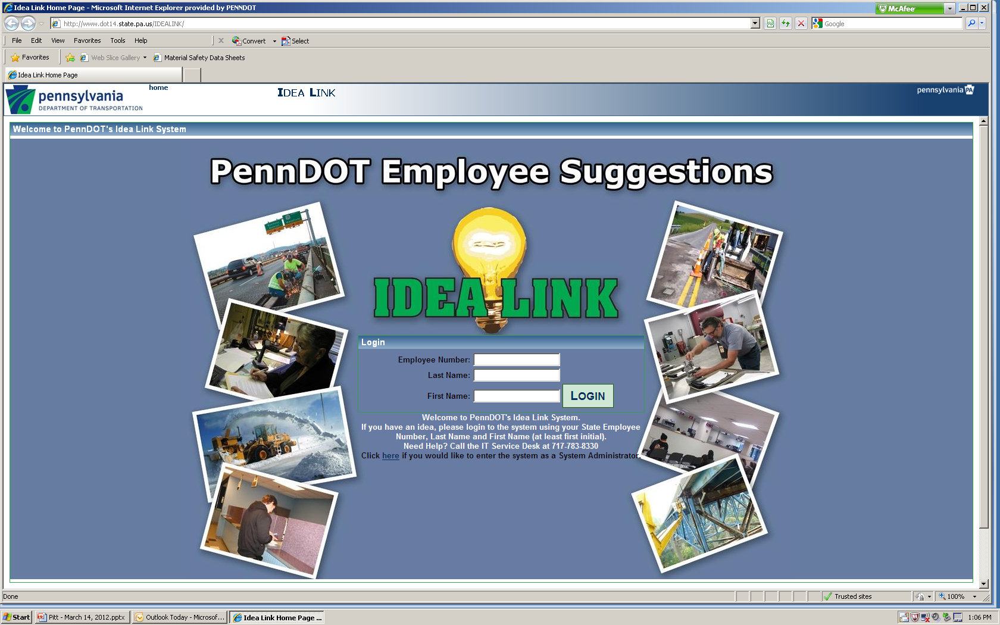 Idea Link Home Page - Microsoft Internet Explorer provided by PENNDOT
McAfee
http://www.dot14.state.pa.us/IDEALINK/
Google
File Edit View Favorites Tools Help
Convert Select
Favorites Web Slice Gallery Material Safety Data Sheets
Idea Link Home Page
pennsylvania
DEPARTMENT OF TRANSPORTATION
home
IDEA LINK
pennsylvania PA
Welcome to PennDOT's Idea Link System
PennDOT Employee Suggestions
IDEA LINK
Login
Employee Number:
Last Name:
First Name:
LOGIN
Welcome to PennDOT's Idea Link System.
If you have an idea, please login to the system using your State Employee
Number, Last Name and First Name (at least first initial).
Need Help? Call the IT Service Desk at 717-783-8330
Click here if you would like to enter the system as a System Administrator.
Done
Trusted sites
100%
Start
Pitt - March 14, 2012.pptx
Outlook Today - Microsof...
Idea Link Home Page ...
1:06 PM